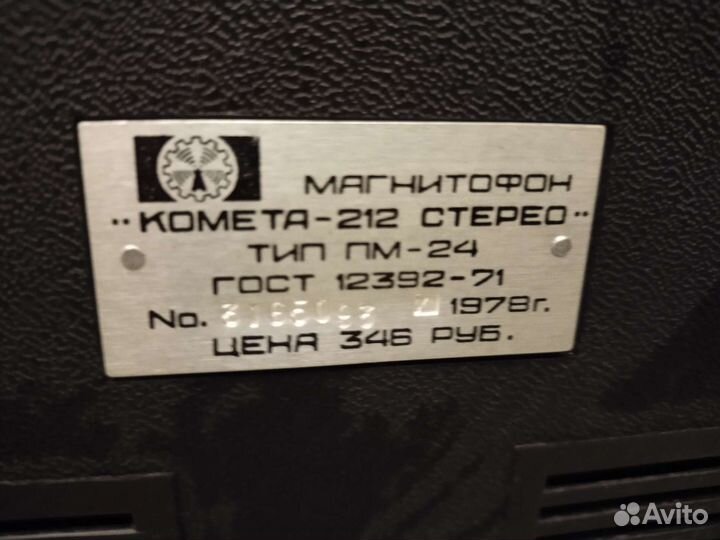 МАГНИТОФОН
"КОМЕТА-212 СТЕРЕО"
ТИП ПМ-24
ГОСТ 12392-71
No. 1978г.
ЦЕНА 346 РУБ.
Avito